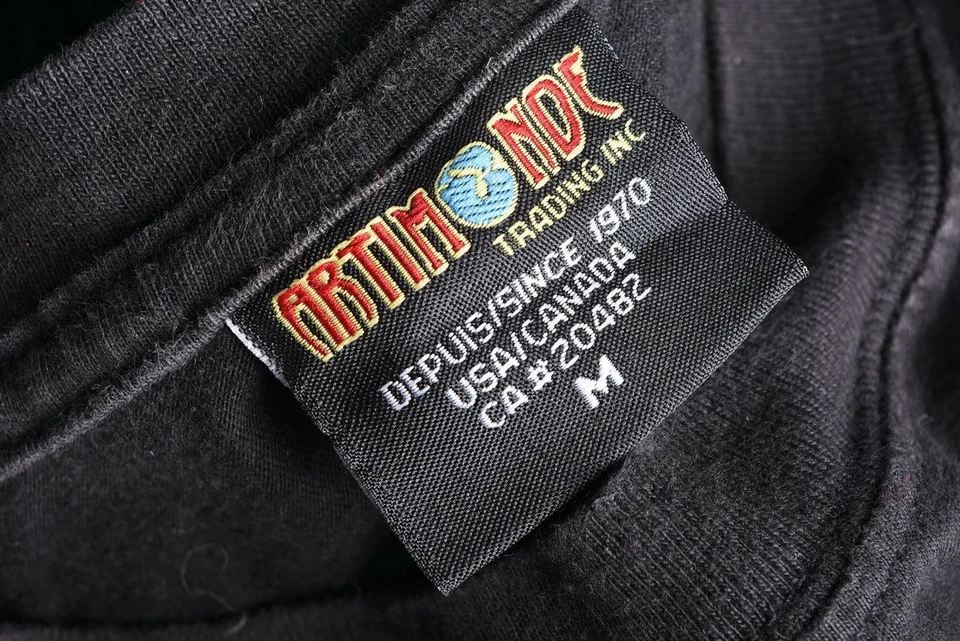 ARTIMONDE
TRADING INC
DEPUIS/SINCE 1970
USA/CANADA
CA #20482
M